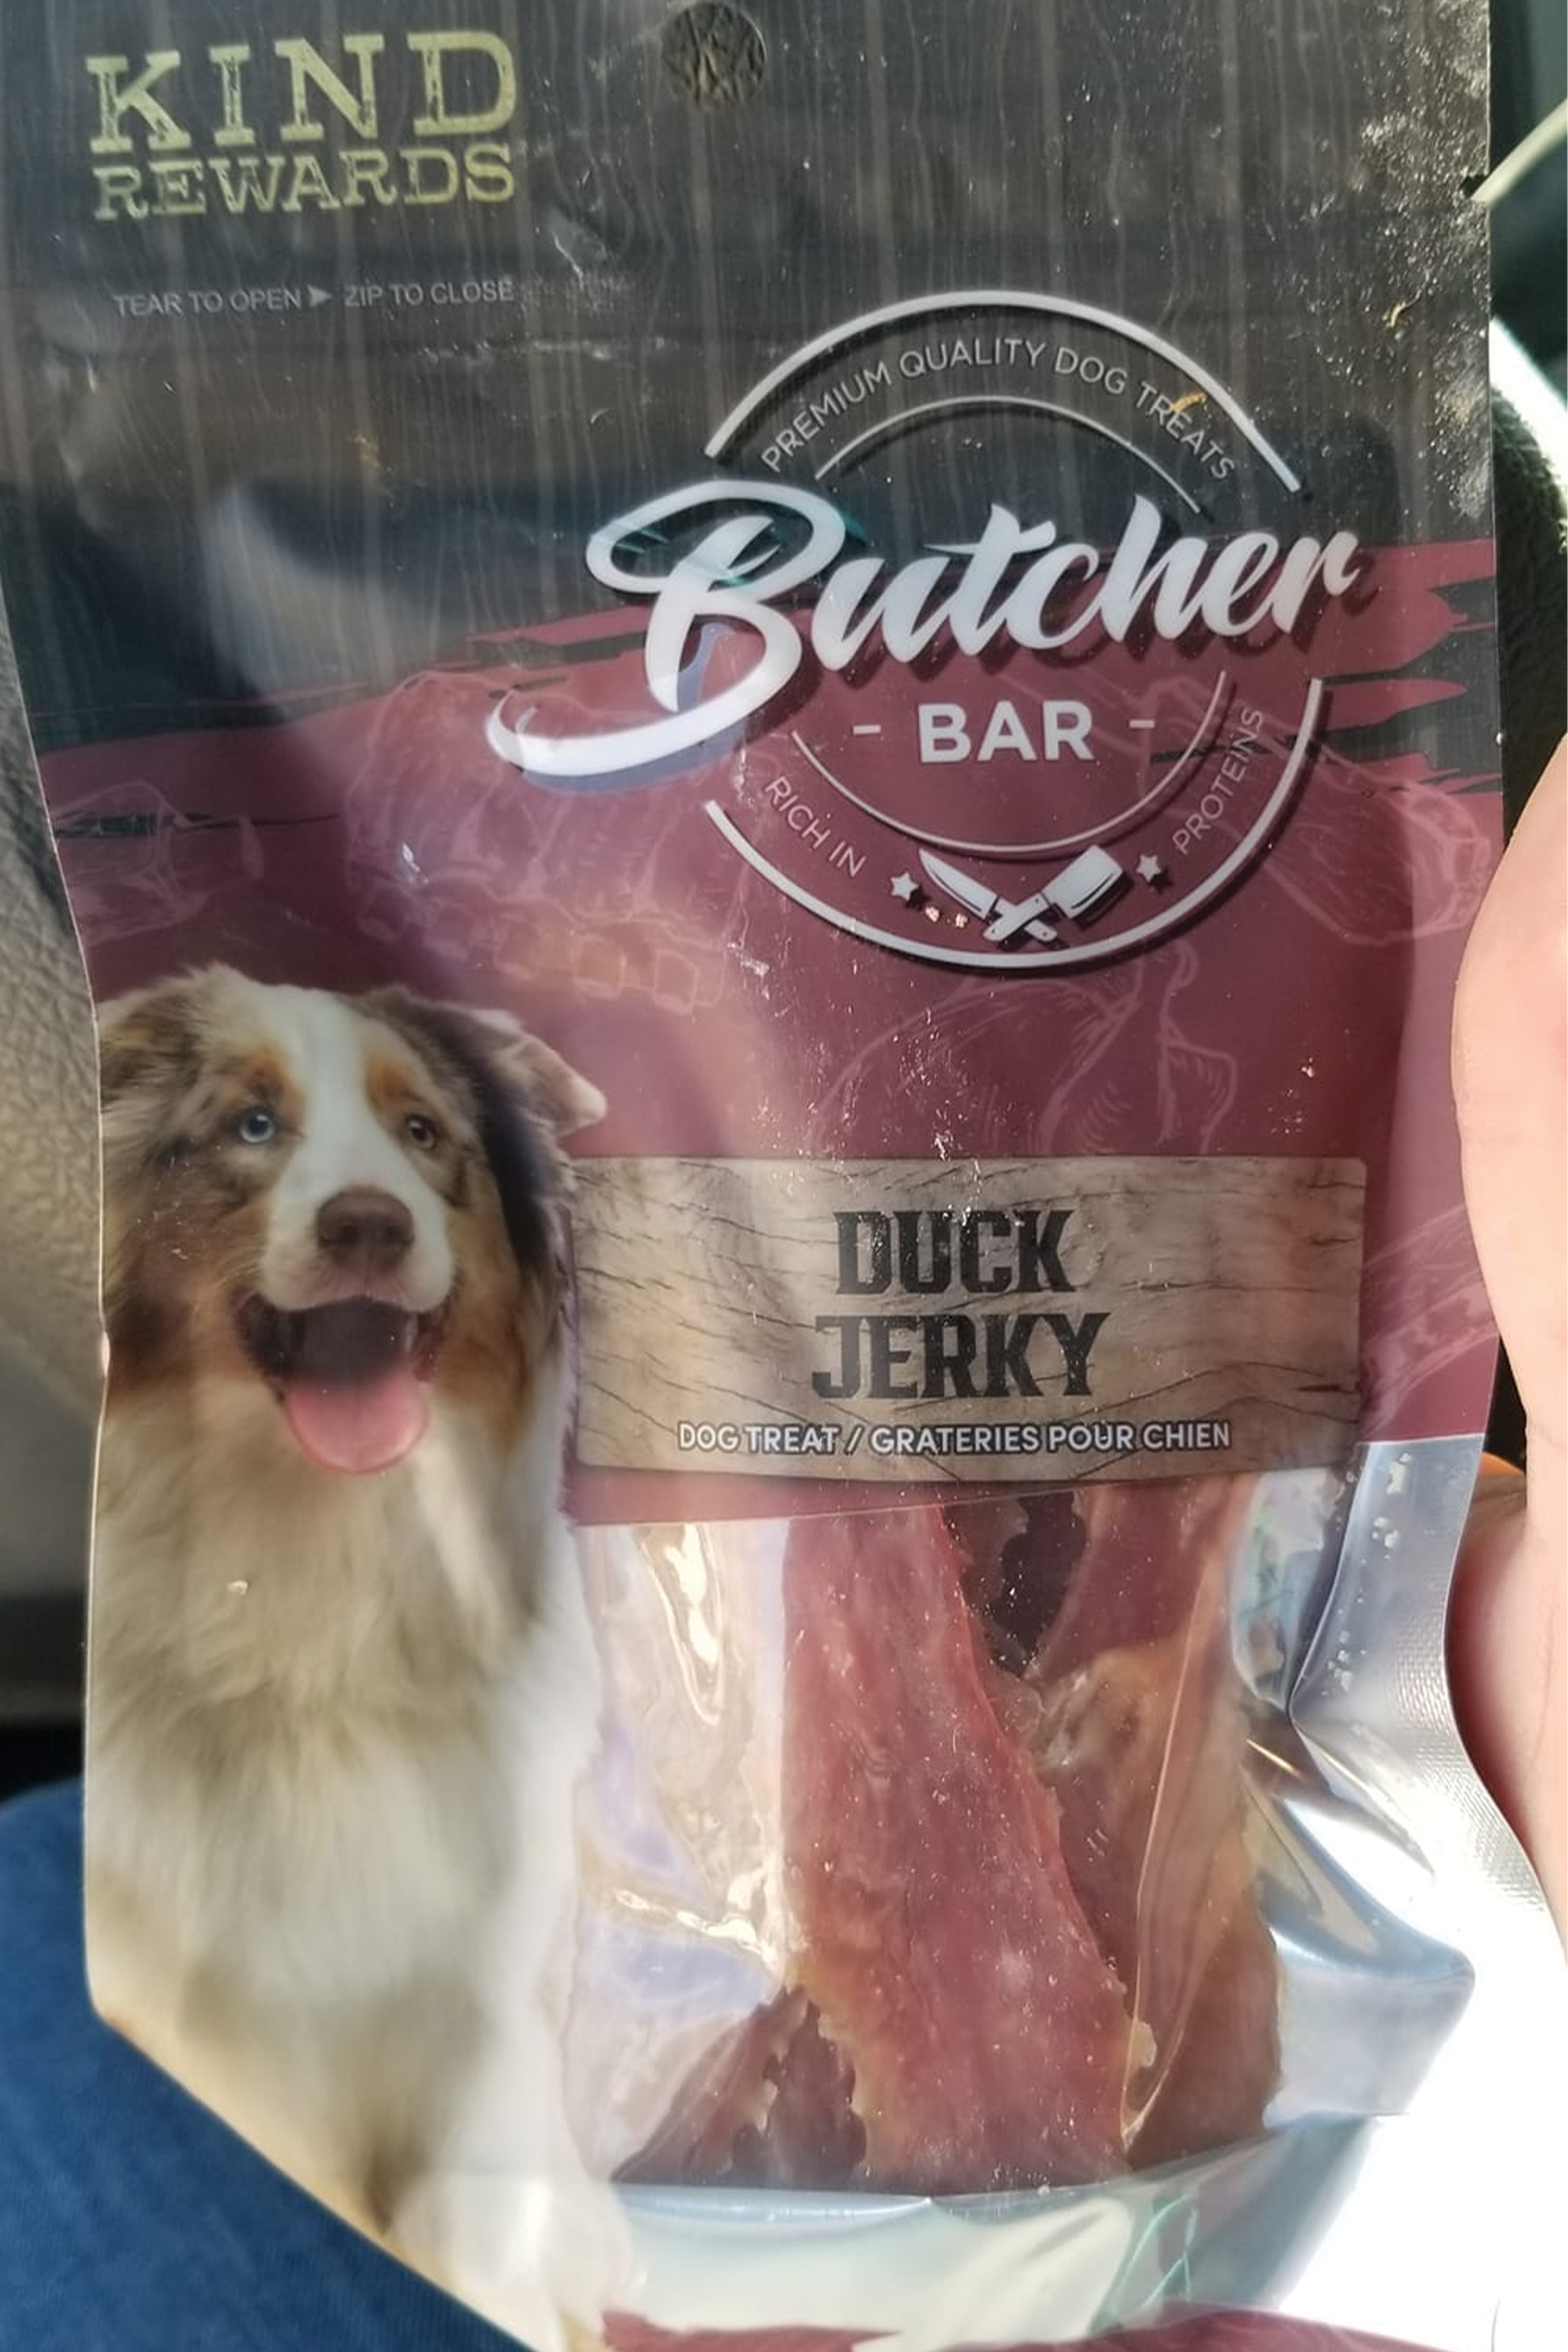 KIND
REWARDS
TEAR TO OPEN ▶ ZIP TO CLOSE
PREMIUM QUALITY DOG TREATS
Butcher
- BAR -
RICH IN PROTEINS
DUCK
JERKY
DOG TREAT / GRATERIES POUR CHIEN